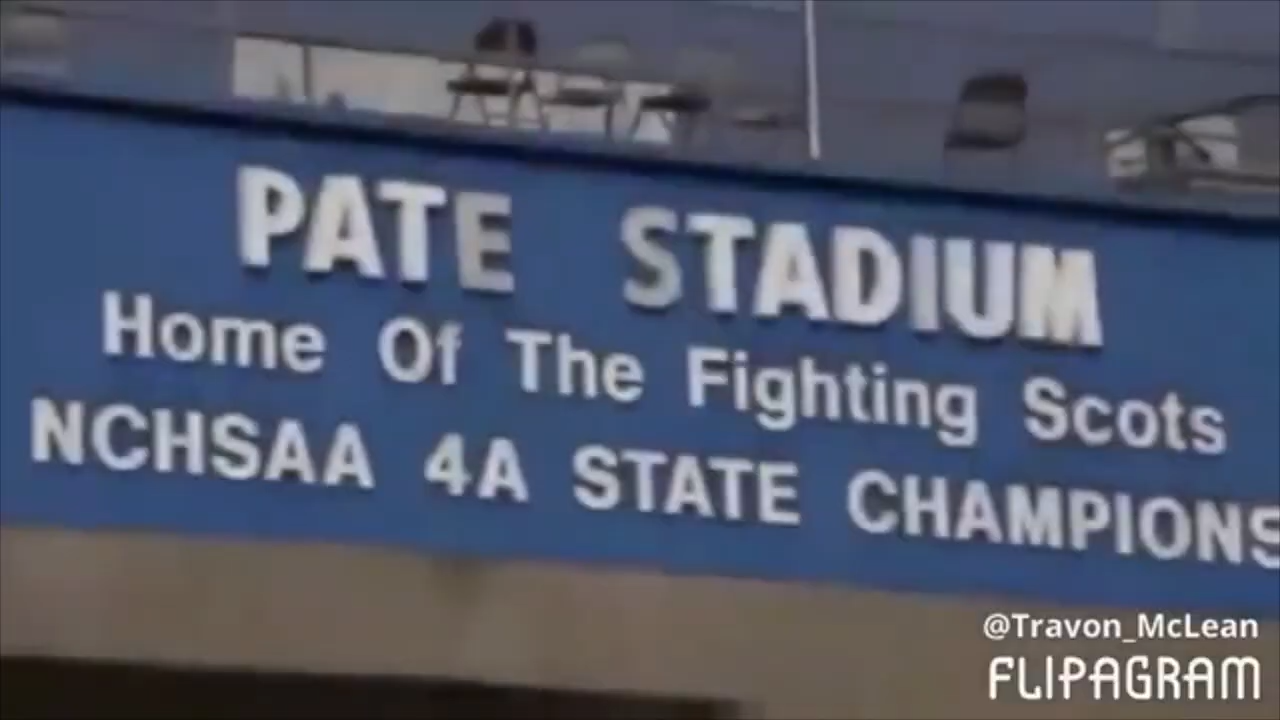 PATE STADIUM
Home Of The Fighting Scots
NCHSAA 4A STATE CHAMPIONS
@Travon_McLean
FLIPAGRAM